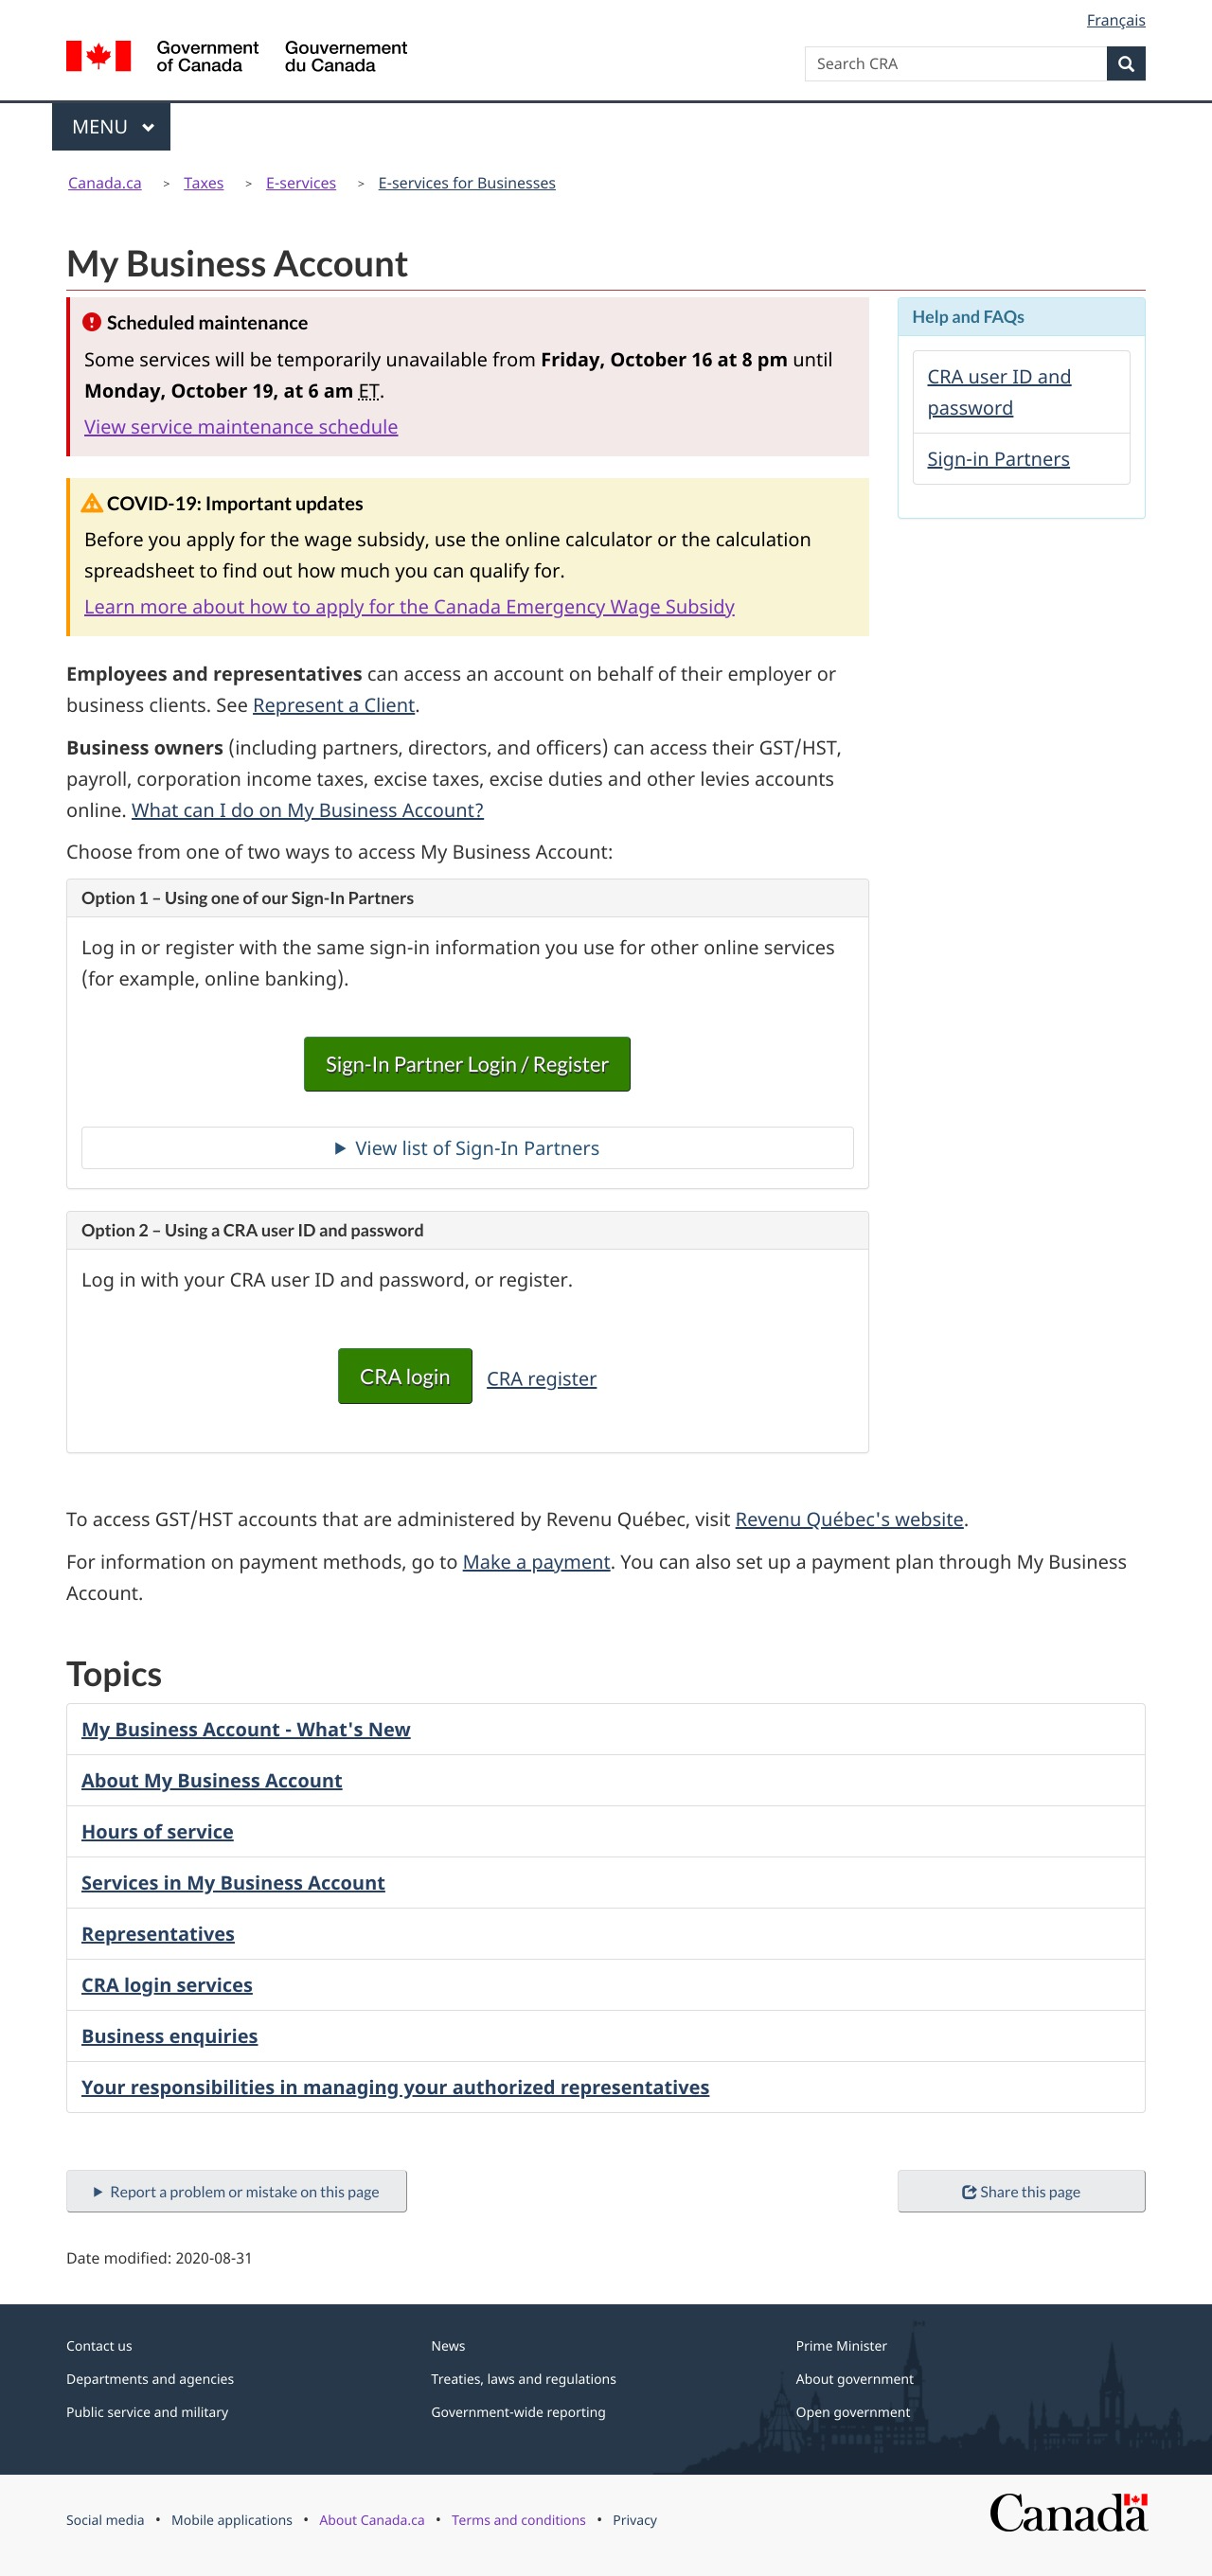 Français
Government of Canada
Gouvernement du Canada
Search CRA
MENU
Canada.ca > Taxes > E-services > E-services for Businesses
My Business Account
Scheduled maintenance
Some services will be temporarily unavailable from Friday, October 16 at 8 pm until
Monday, October 19, at 6 am ET.
View service maintenance schedule
COVID-19: Important updates
Before you apply for the wage subsidy, use the online calculator or the calculation
spreadsheet to find out how much you can qualify for.
Learn more about how to apply for the Canada Emergency Wage Subsidy
Help and FAQs
CRA user ID and
password
Sign-in Partners
Employees and representatives can access an account on behalf of their employer or
business clients. See Represent a Client.
Business owners (including partners, directors, and officers) can access their GST/HST,
payroll, corporation income taxes, excise taxes, excise duties and other levies accounts
online. What can I do on My Business Account?
Choose from one of two ways to access My Business Account:
Option 1 – Using one of our Sign-In Partners
Log in or register with the same sign-in information you use for other online services
(for example, online banking).
Sign-In Partner Login / Register
View list of Sign-In Partners
Option 2 – Using a CRA user ID and password
Log in with your CRA user ID and password, or register.
CRA login CRA register
To access GST/HST accounts that are administered by Revenu Québec, visit Revenu Québec's website.
For information on payment methods, go to Make a payment. You can also set up a payment plan through My Business
Account.
Topics
My Business Account - What's New
About My Business Account
Hours of service
Services in My Business Account
Representatives
CRA login services
Business enquiries
Your responsibilities in managing your authorized representatives
Report a problem or mistake on this page
Share this page
Date modified: 2020-08-31
Contact us
Departments and agencies
Public service and military
News
Treaties, laws and regulations
Government-wide reporting
Prime Minister
About government
Open government
Social media • Mobile applications • About Canada.ca • Terms and conditions • Privacy
Canada